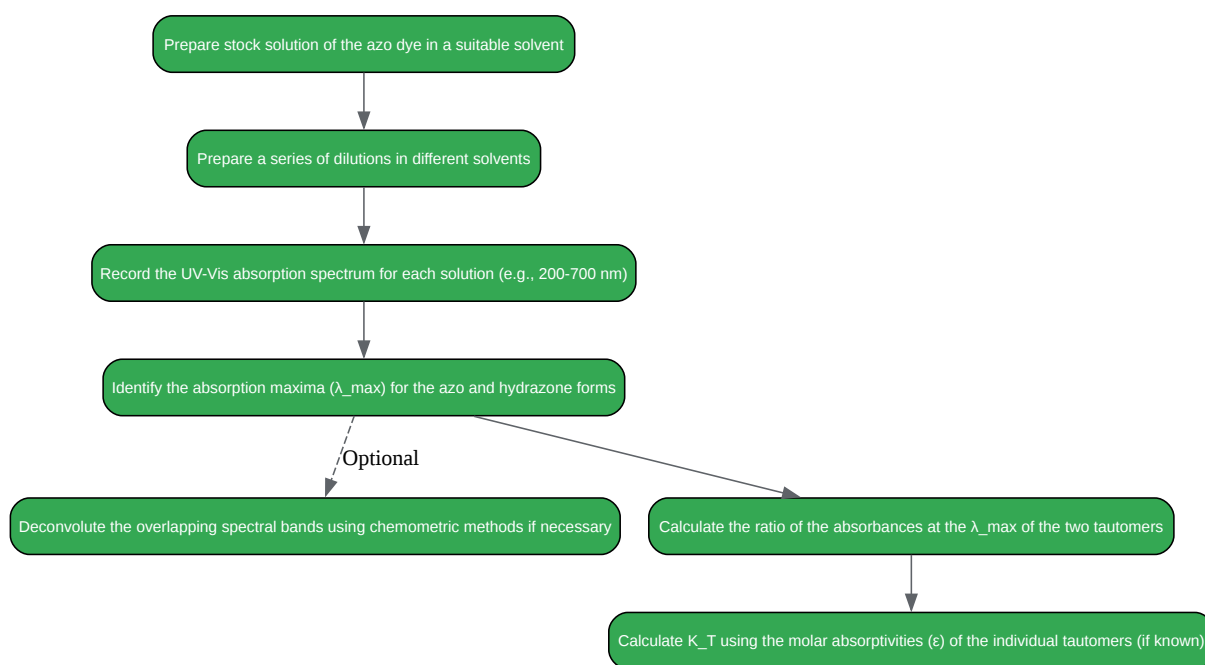 Prepare stock solution of the azo dye in a suitable solvent
Prepare a series of dilutions in different solvents
Record the UV-Vis absorption spectrum for each solution (e.g., 200-700 nm)
Identify the absorption maxima (λ_max) for the azo and hydrazone forms
Optional
Deconvolute the overlapping spectral bands using chemometric methods if necessary
Calculate the ratio of the absorbances at the λ_max of the two tautomers
Calculate K_T using the molar absorptivities (ε) of the individual tautomers (if known)